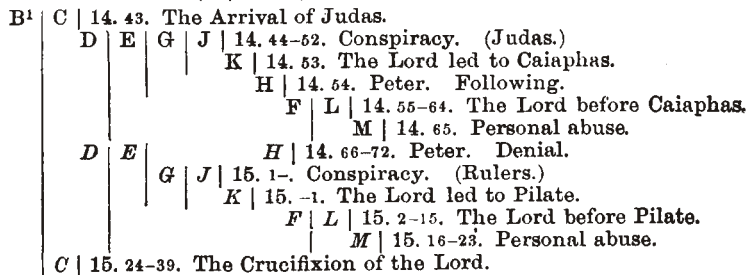 B¹ | C | 14. 43. The Arrival of Judas.
D | E | G | J | 14. 44-52. Conspiracy. (Judas.)
K | 14. 53. The Lord led to Caiaphas.
H | 14. 54. Peter. Following.
F | L | 14. 55-64. The Lord before Caiaphas.
M | 14. 65. Personal abuse.
D | E | H | 14. 66-72. Peter. Denial.
G | J | 15. 1-. Conspiracy. (Rulers.)
K | 15. -1. The Lord led to Pilate.
F | L | 15. 2-15. The Lord before Pilate.
M | 15. 16-23. Personal abuse.
C | 15. 24-39. The Crucifixion of the Lord.